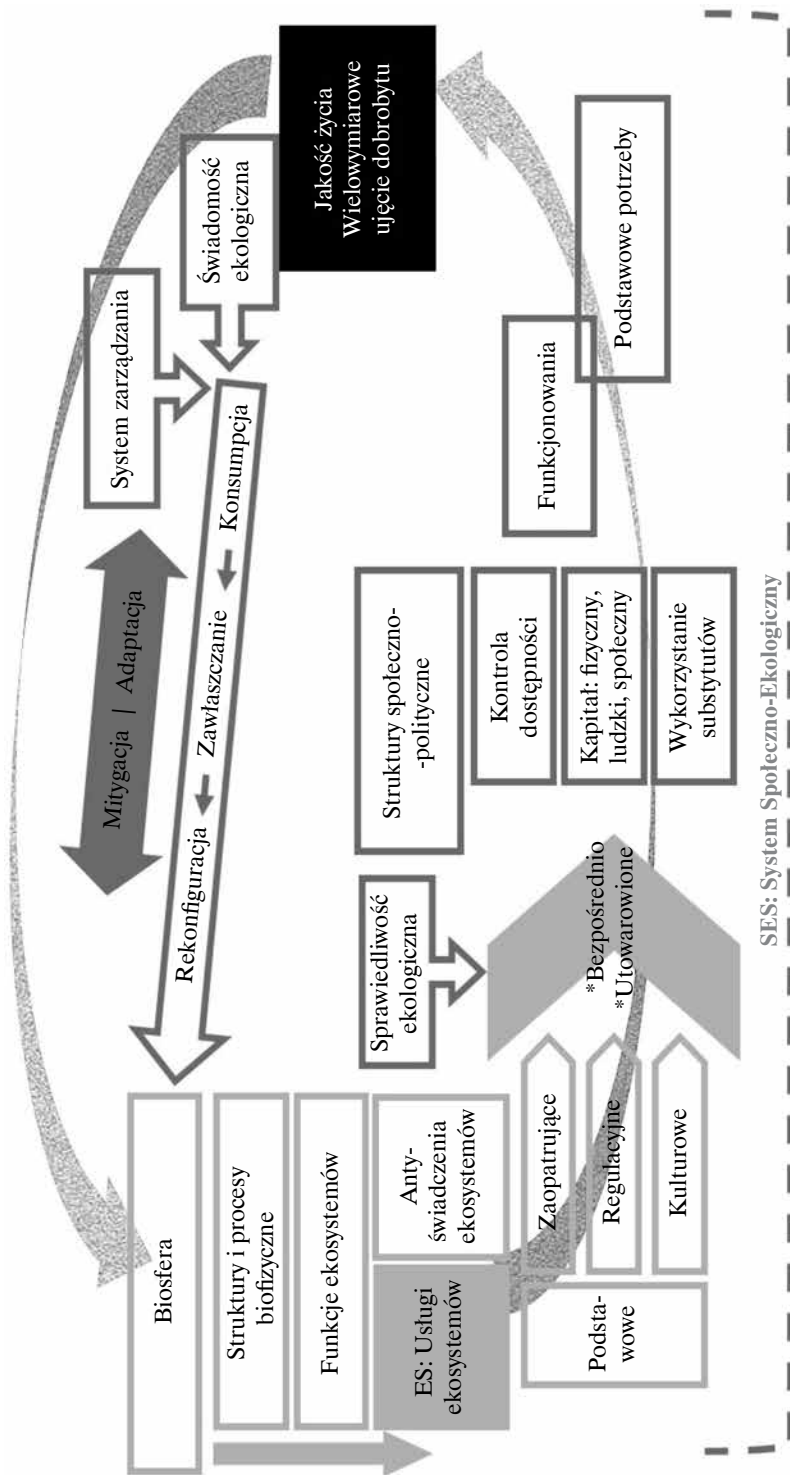 Biosfera
Struktury i procesy
biofizyczne
Funkcje ekosystemów
ES: Usługi
ekosystemów
Anty-
świadczenia
ekosystemów
Podsta-
wowe
Zaopatrujące
Regulacyjne
Kulturowe
Rekonfiguracja
Zawłaszczanie
Konsumpcja
Mitygacja | Adaptacja
System zarządzania
Świadomość
ekologiczna
Jakość życia
Wielowymiarowe
ujęcie dobrobytu
Sprawiedliwość
ekologiczna
*Bezpośrednio
*Utowarowione
Struktury społeczno-
-polityczne
Kontrola
dostępności
Kapitał: fizyczny,
ludzki, społeczny
Wykorzystanie
substytutów
Funkcjonowania
Podstawowe potrzeby
SES: System Społeczno-Ekologiczny